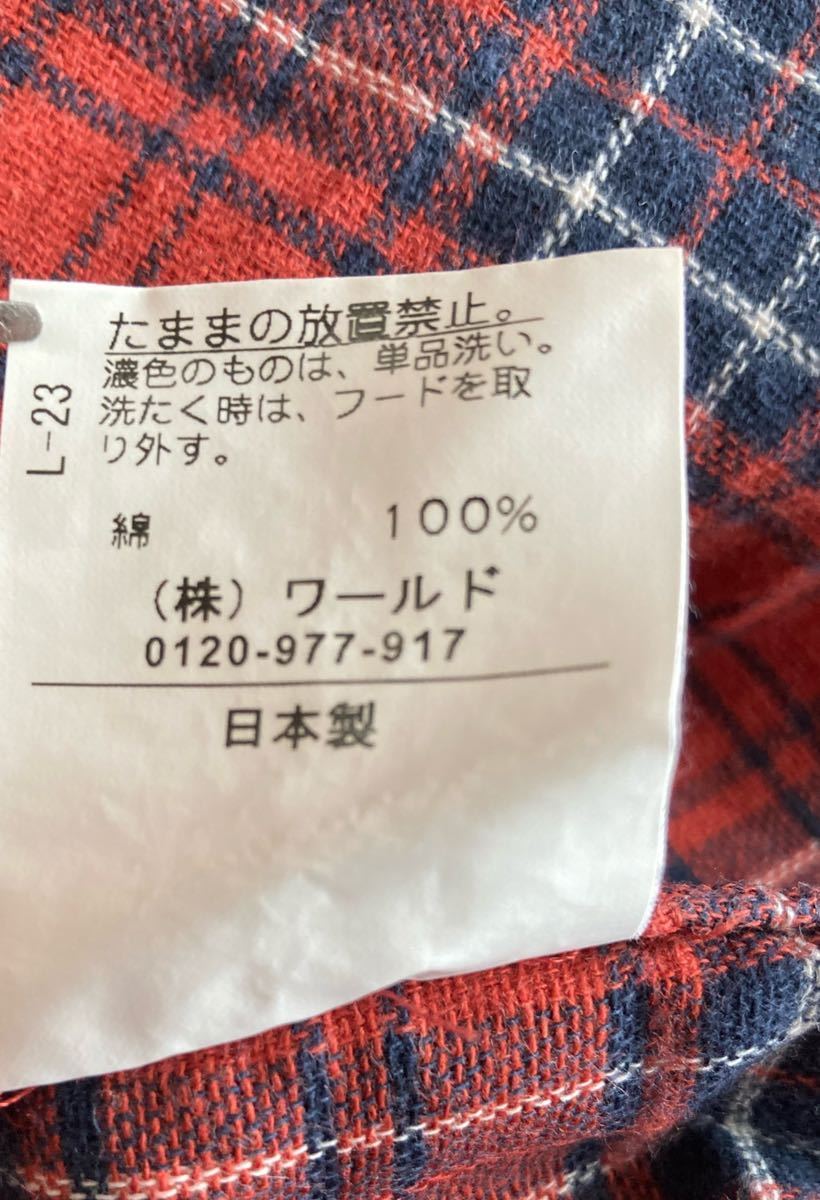 たままの放置禁止。
濃色のものは、単品洗い。
洗たく時は、フードを取
り外す。
L-23
綿 100%
(株)ワールド
0120-977-917
日本製